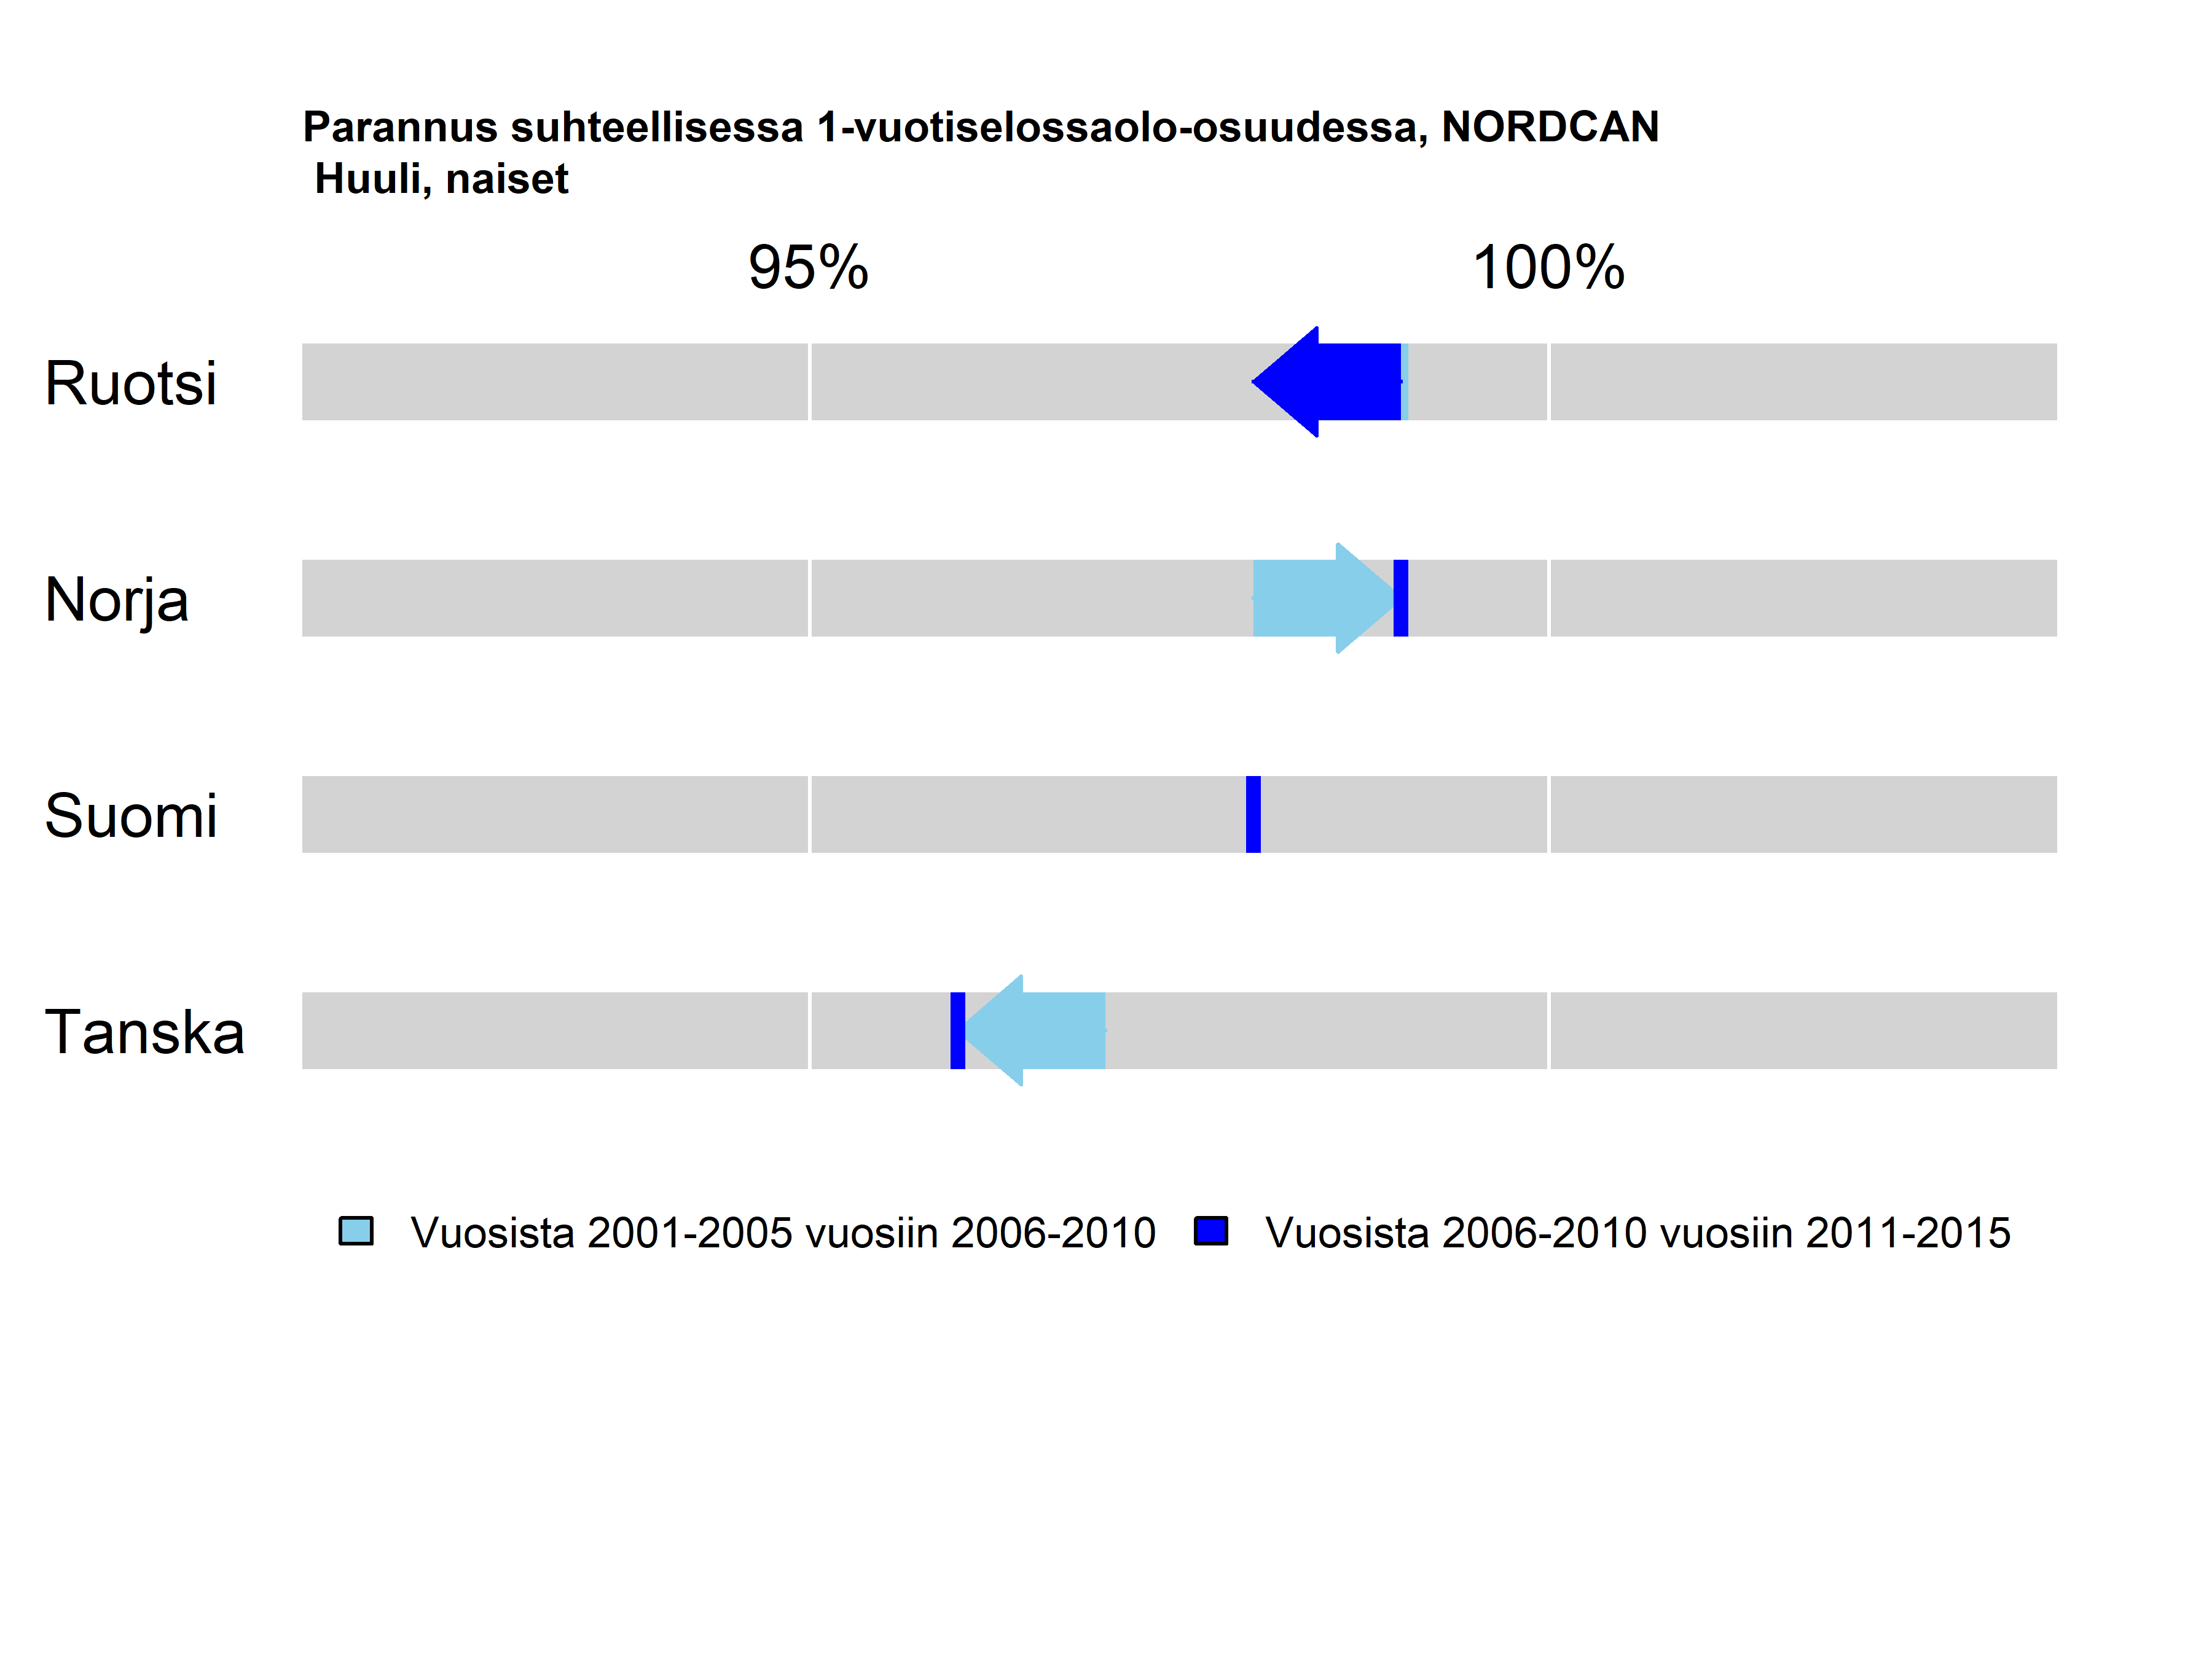 Parannus suhteellisessa 1-vuotiselossaolo-osuudessa, NORDCAN
Huuli, naiset
95% 100%
Ruotsi
Norja
Suomi
Tanska
Vuosista 2001-2005 vuosiin 2006-2010 Vuosista 2006-2010 vuosiin 2011-2015